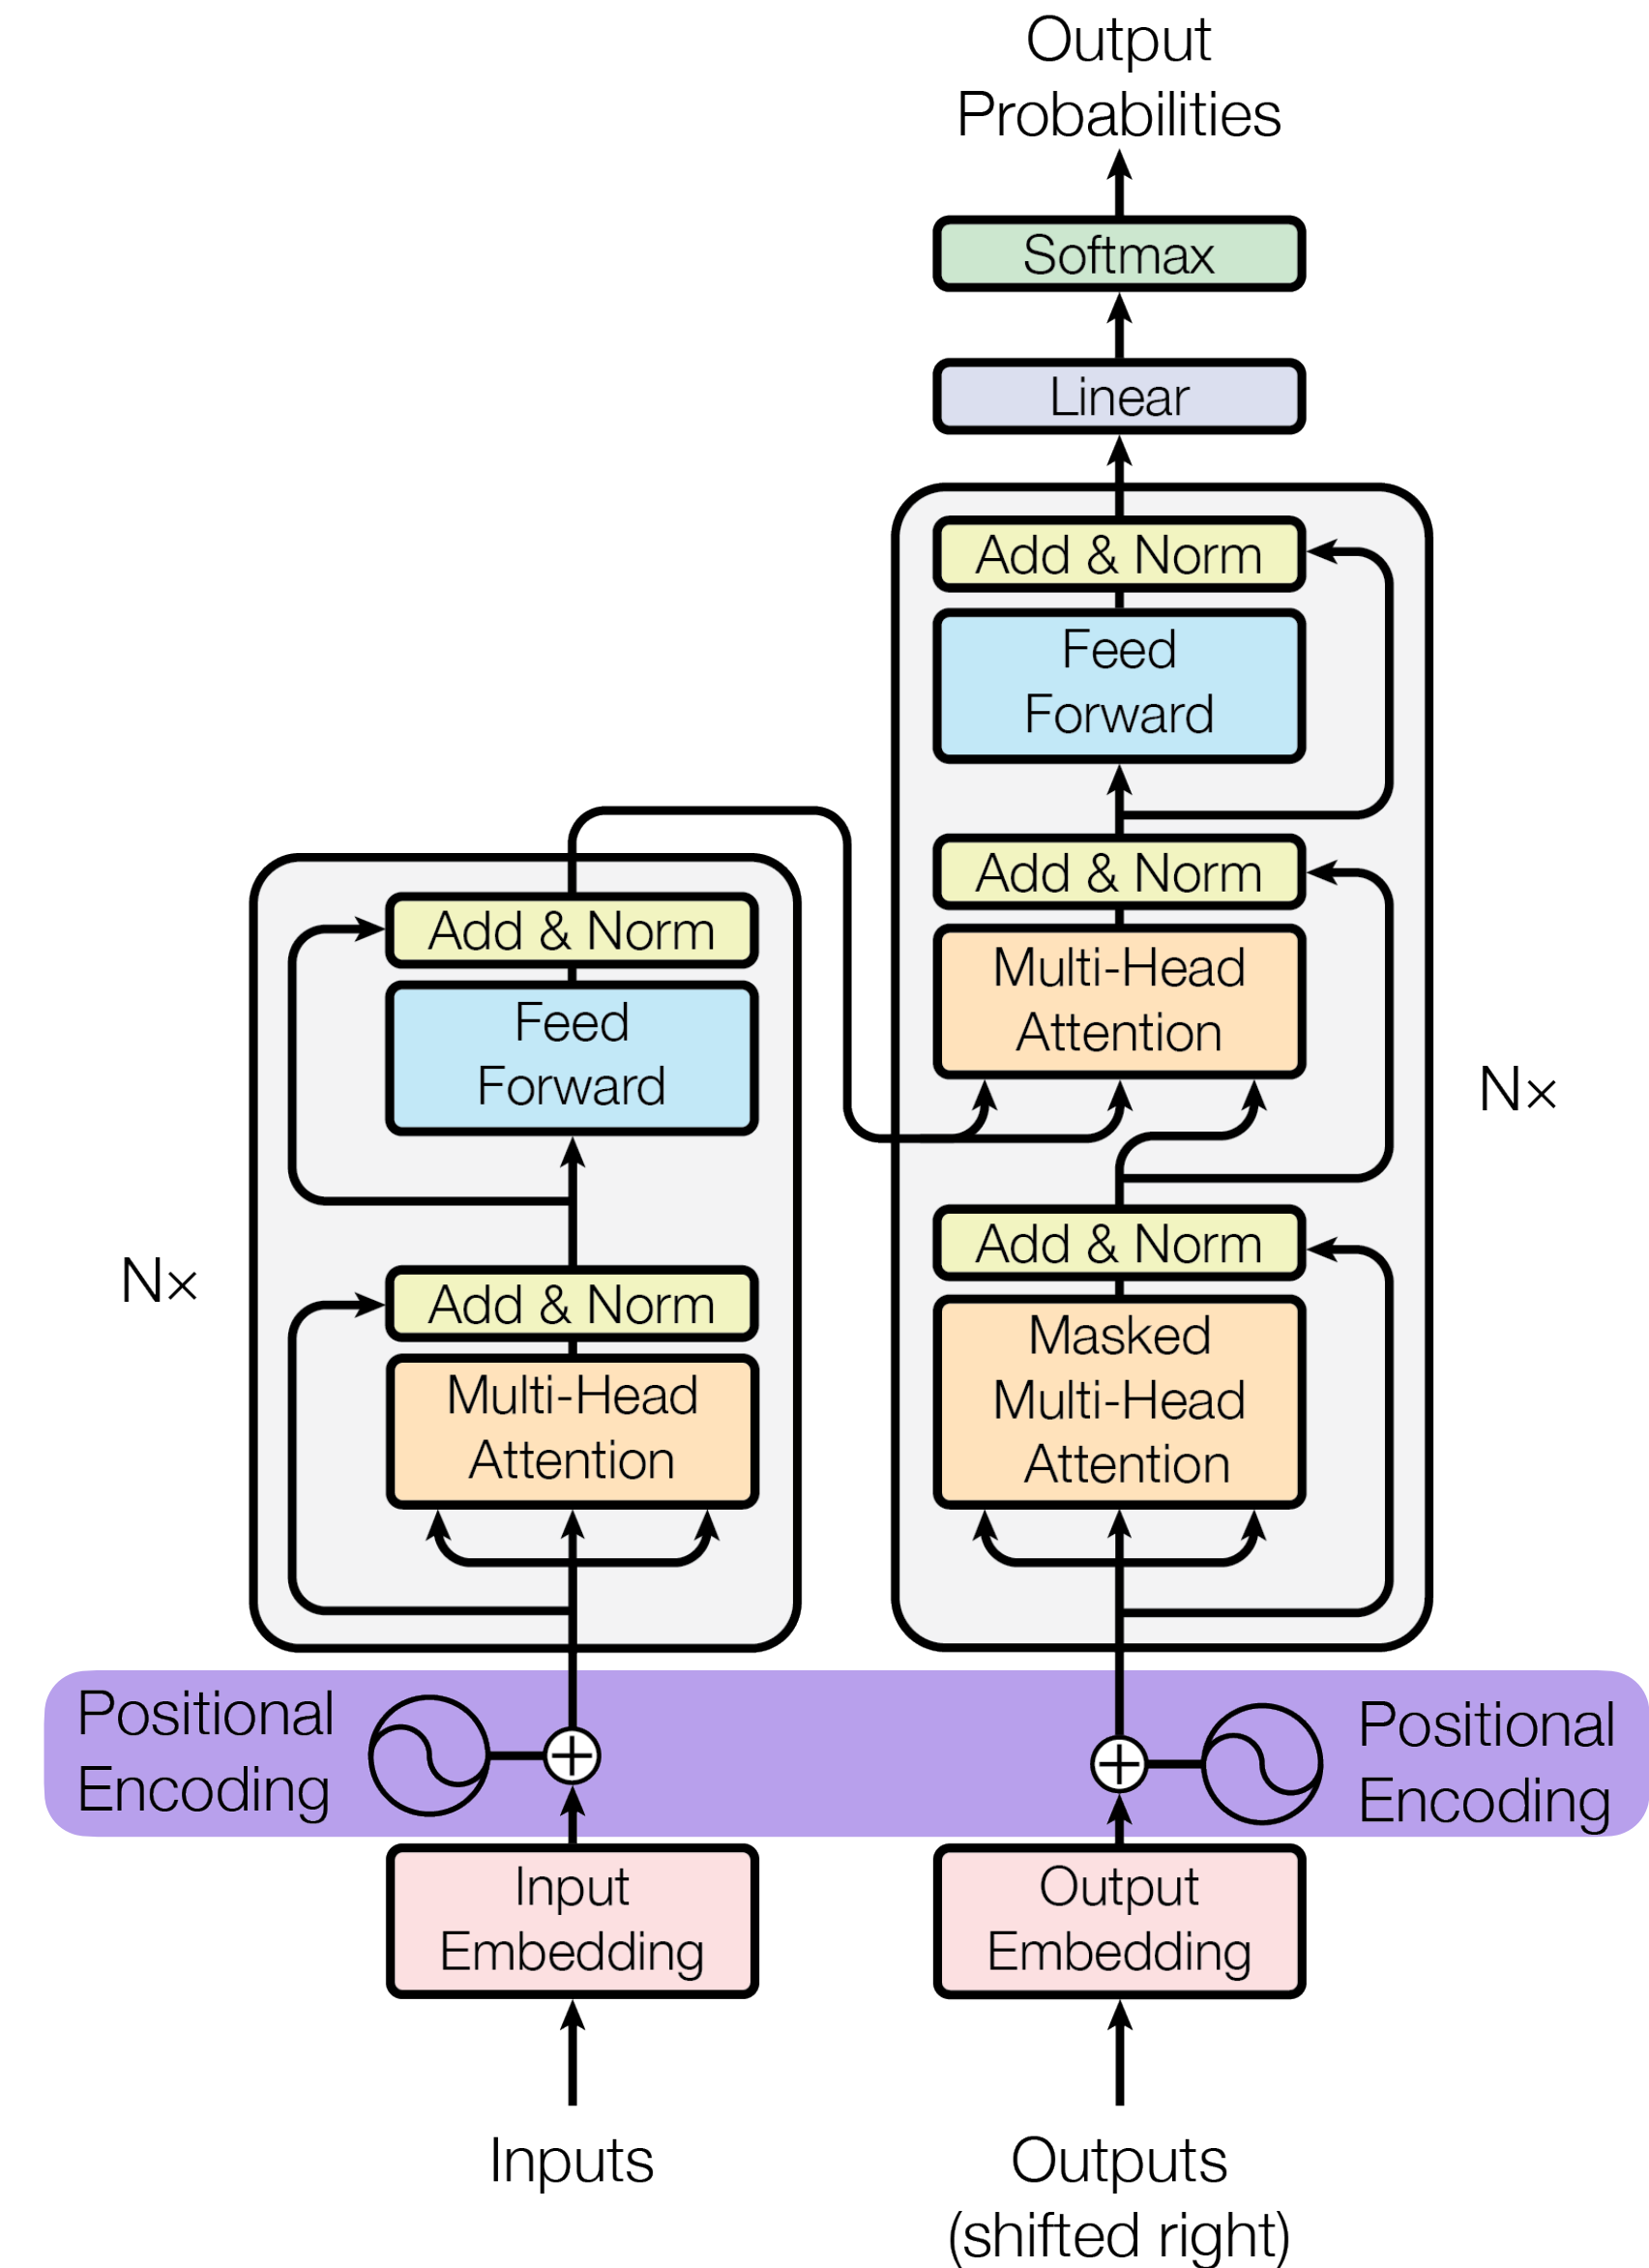 Output
Probabilities
Softmax
Linear
Add & Norm
Feed
Forward
Add & Norm
Multi-Head
Attention
N×
Add & Norm
Masked
Multi-Head
Attention
Add & Norm
Feed
Forward
N×
Add & Norm
Multi-Head
Attention
Positional
Encoding
Positional
Encoding
Input
Embedding
Output
Embedding
Inputs
Outputs
(shifted right)